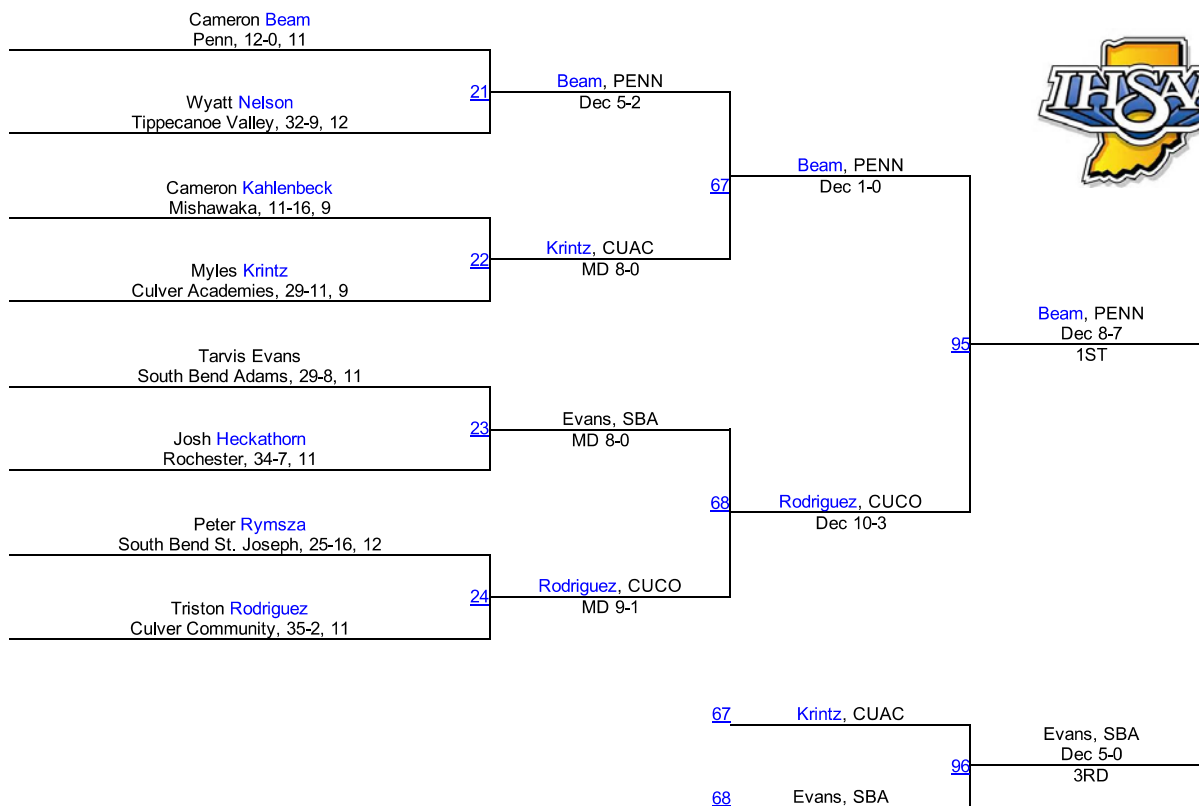 Cameron Beam
Penn, 12-0, 11
21
Wyatt Nelson
Tippecanoe Valley, 32-9, 12
Beam, PENN
Dec 5-2
Cameron Kahlenbeck
Mishawaka, 11-16, 9
22
Myles Krintz
Culver Academies, 29-11, 9
Krintz, CUAC
MD 8-0
67
Beam, PENN
Dec 1-0
Tarvis Evans
South Bend Adams, 29-8, 11
23
Josh Heckathorn
Rochester, 34-7, 11
Evans, SBA
MD 8-0
Peter Rymsza
South Bend St. Joseph, 25-16, 12
24
Triston Rodriguez
Culver Community, 35-2, 11
Rodriguez, CUCO
MD 9-1
68
Rodriguez, CUCO
Dec 10-3
95
Beam, PENN
Dec 8-7
1ST
IHSAA
67
Krintz, CUAC
68
Evans, SBA
96
Evans, SBA
Dec 5-0
3RD